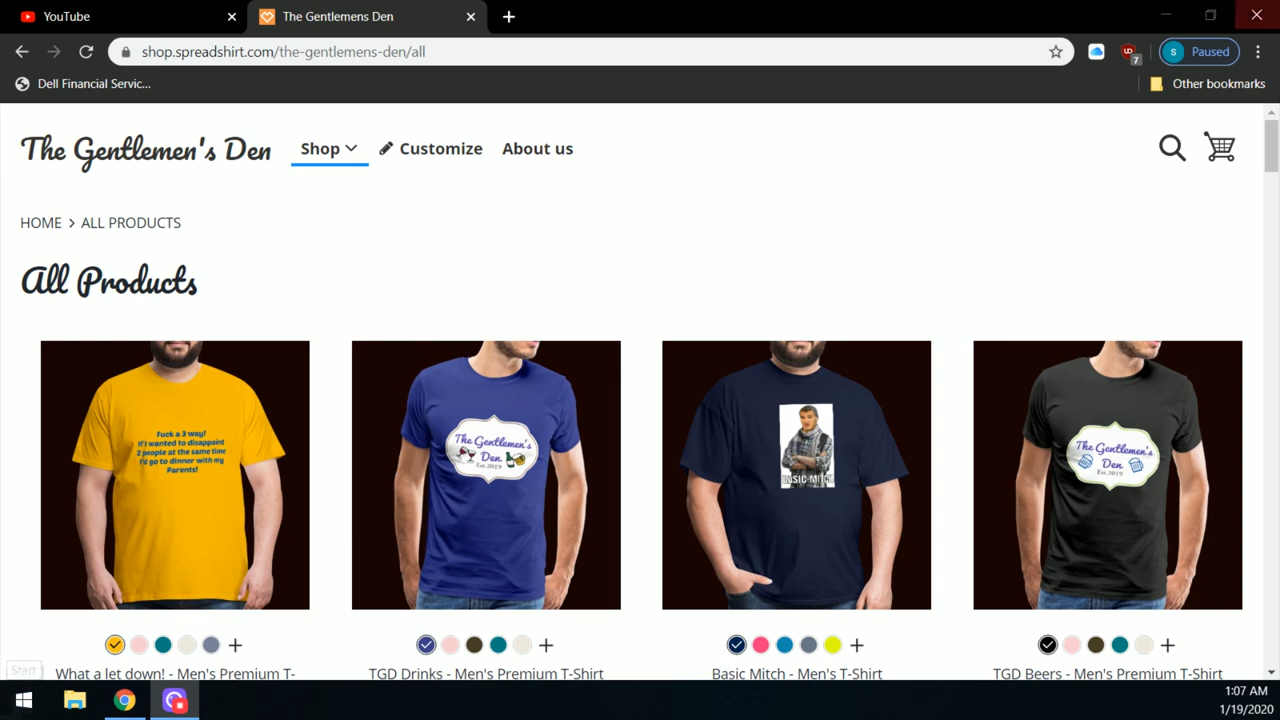 YouTube
The Gentlemens Den
shop.spreadshirt.com/the-gentlemens-den/all
7
S Paused
Dell Financial Servic...
Other bookmarks
The Gentlemen's Den
Shop
Customize
About us
HOME > ALL PRODUCTS
All Products
Fuck a 3 way!
If I wanted to disappoint
2 people at the same time
I'd go to dinner with my
Parents!
The Gentlemen's
Den
Est.2019
BASIC MITCH
The Gentlemen's
Den
Est.2019
What a let down! - Men's Premium T-
TGD Drinks - Men's Premium T-Shirt
Basic Mitch - Men's T-Shirt
TGD Beers - Men's Premium T-Shirt
Start
1:07 AM
1/19/2020